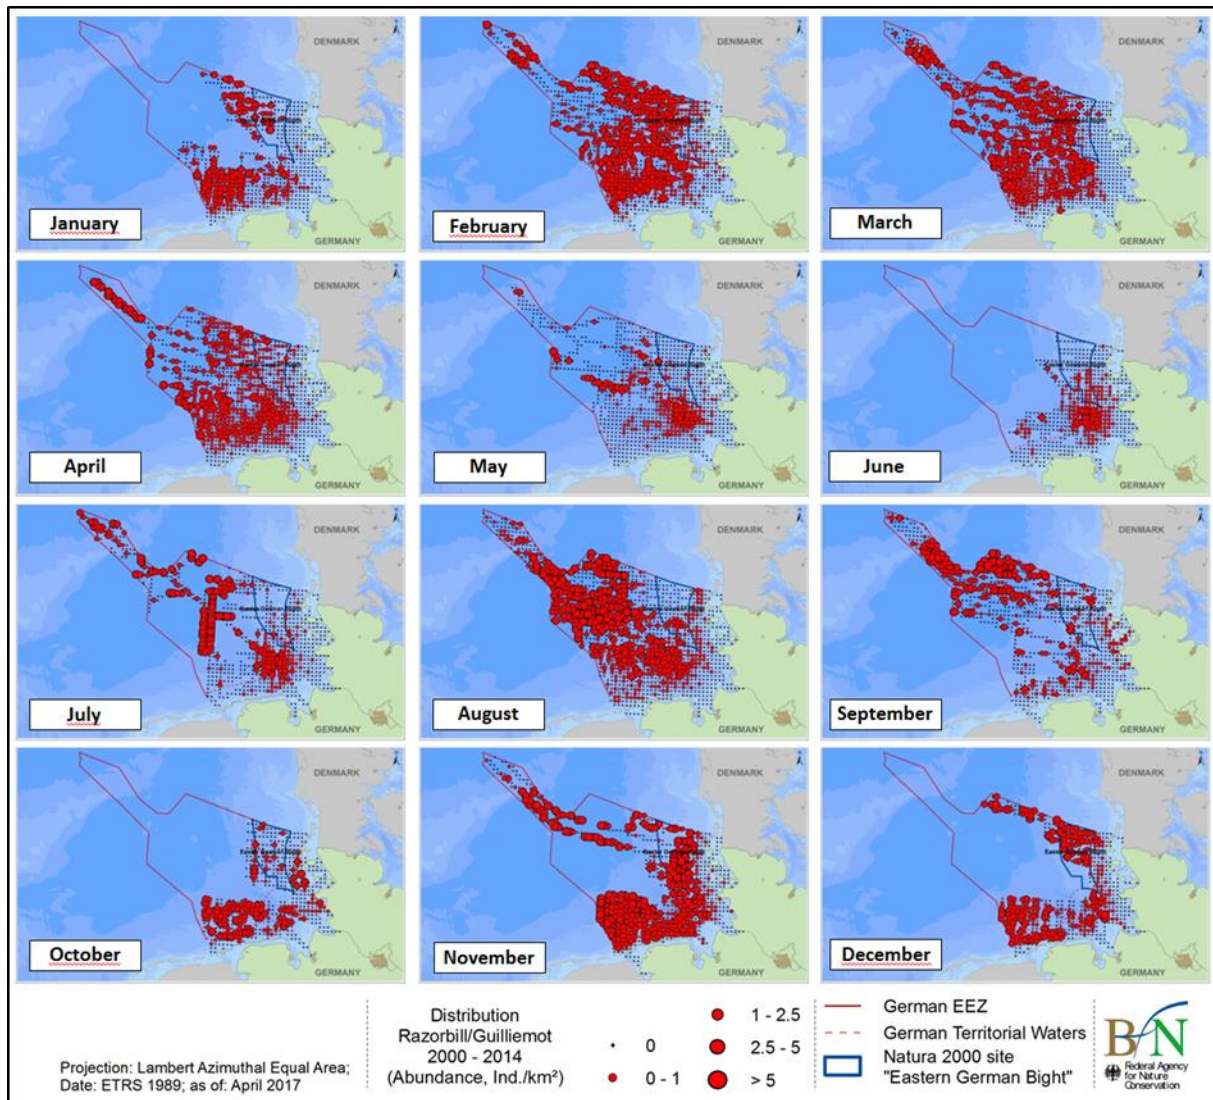 DENMARK
January
GERMANY
DENMARK
February
GERMANY
DENMARK
March
GERMANY
DENMARK
April
GERMANY
DENMARK
May
GERMANY
DENMARK
June
GERMANY
DENMARK
July
GERMANY
DENMARK
August
GERMANY
DENMARK
September
GERMANY
DENMARK
October
GERMANY
DENMARK
November
GERMANY
DENMARK
December
GERMANY
Projection: Lambert Azimuthal Equal Area;
Date: ETRS 1989; as of: April 2017
Distribution
Razorbill/Guilliemot
2000 - 2014
(Abundance, Ind./km²)
0
0 - 1
1 - 2.5
2.5 - 5
> 5
German EEZ
German Territorial Waters
Natura 2000 site
"Eastern German Bight"
BfN
Federal Agency
for Nature
Conservation